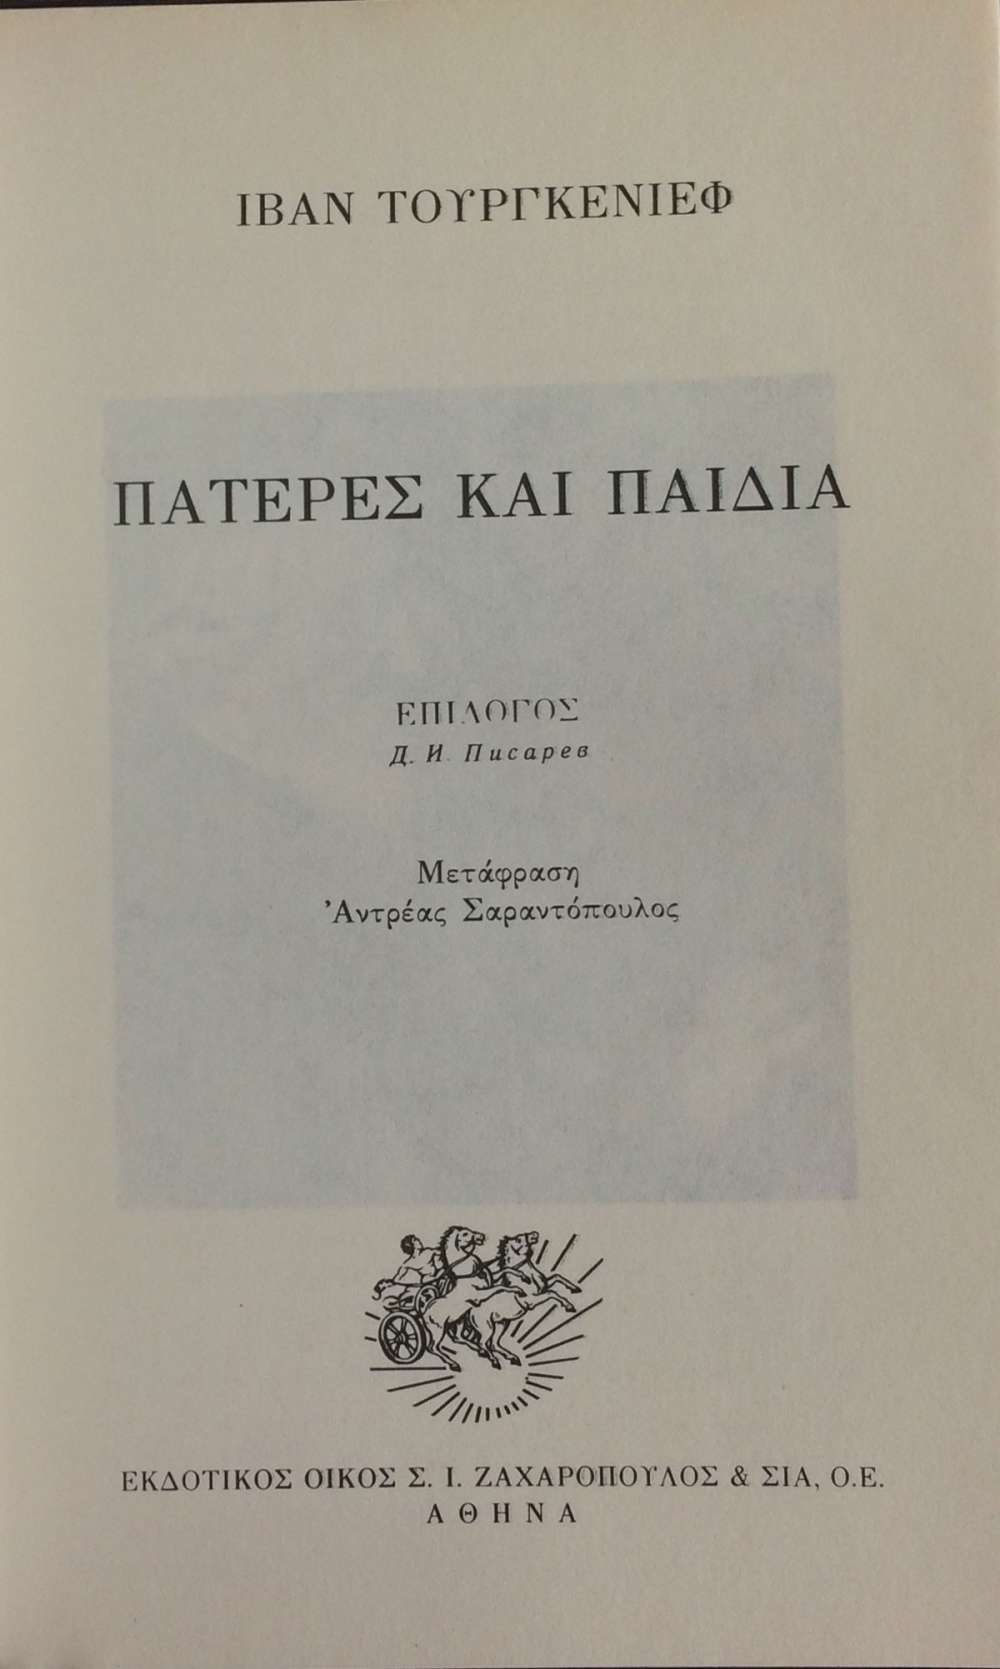 ΙΒΑΝ ΤΟΥΡΓΚΕΝΙΕΦ
ΠΑΤΕΡΕΣ ΚΑΙ ΠΑΙΔΙΑ
ΕΠΙΛΟΓΟΣ
Д. И. Писарев
Μετάφραση
Ἀντρέας Σαραντόπουλος
ΕΚΔΟΤΙΚΟΣ ΟΙΚΟΣ Σ. Ι. ΖΑΧΑΡΟΠΟΥΛΟΣ & ΣΙΑ, Ο.Ε.
ΑΘΗΝΑ